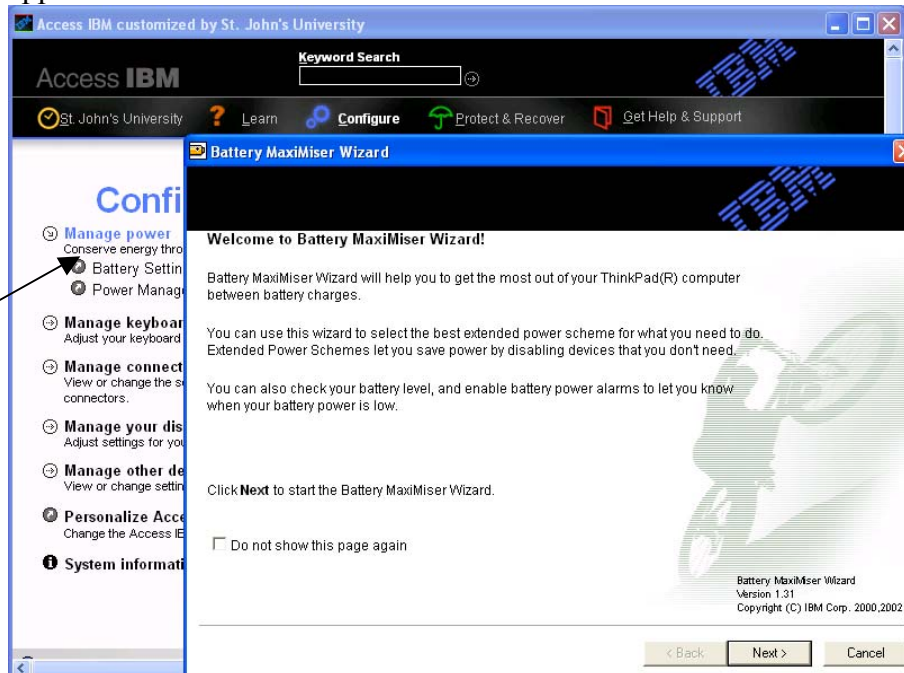 Access IBM customized by St. John's University
Keyword Search
Access IBM
IBM
St. John's University
? Learn
Configure
Protect & Recover
Get Help & Support
Battery MaxiMiser Wizard
IBM
Confi
Manage power
Conserve energy thro
Battery Settin
Power Manag
Manage keyboar
Adjust your keyboard
Manage connect
View or change the s
connectors.
Manage your dis
Adjust settings for you
Manage other de
View or change settin
Personalize Acce
Change the Access IB
System informati
Welcome to Battery MaxiMiser Wizard!
Battery MaxiMiser Wizard will help you to get the most out of your ThinkPad(R) computer
between battery charges.
You can use this wizard to select the best extended power scheme for what you need to do.
Extended Power Schemes let you save power by disabling devices that you don't need.
You can also check your battery level, and enable battery power alarms to let you know
when your battery power is low.
Click Next to start the Battery MaxiMiser Wizard.
Do not show this page again
Battery MaxiMiser Wizard
Version 1.31
Copyright (C) IBM Corp. 2000,2002
< Back
Next >
Cancel